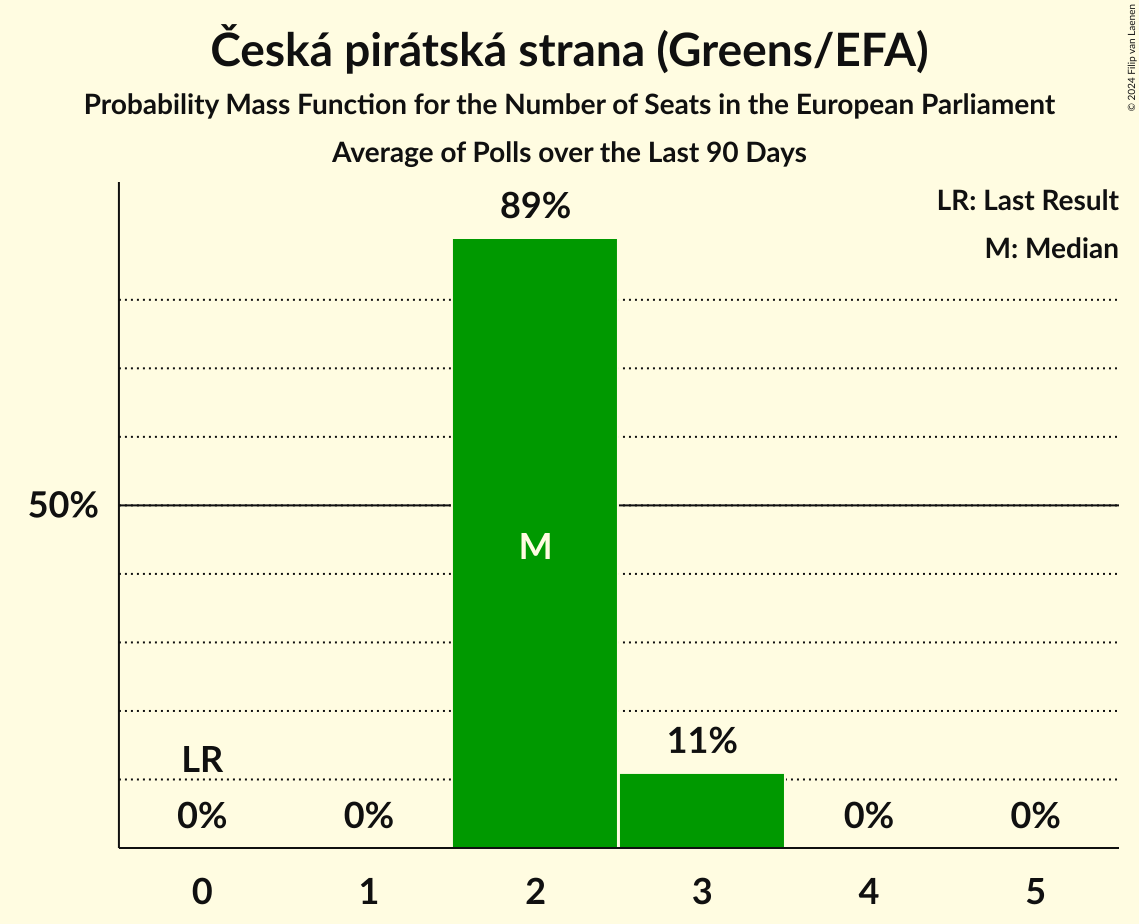 Česká pirátská strana (Greens/EFA)
Probability Mass Function for the Number of Seats in the European Parliament
Average of Polls over the Last 90 Days
© 2024 Filip van Laenen
LR: Last Result
M: Median
89%
50%
M
11%
LR
0%
0%
0%
0%
0
1
2
3
4
5